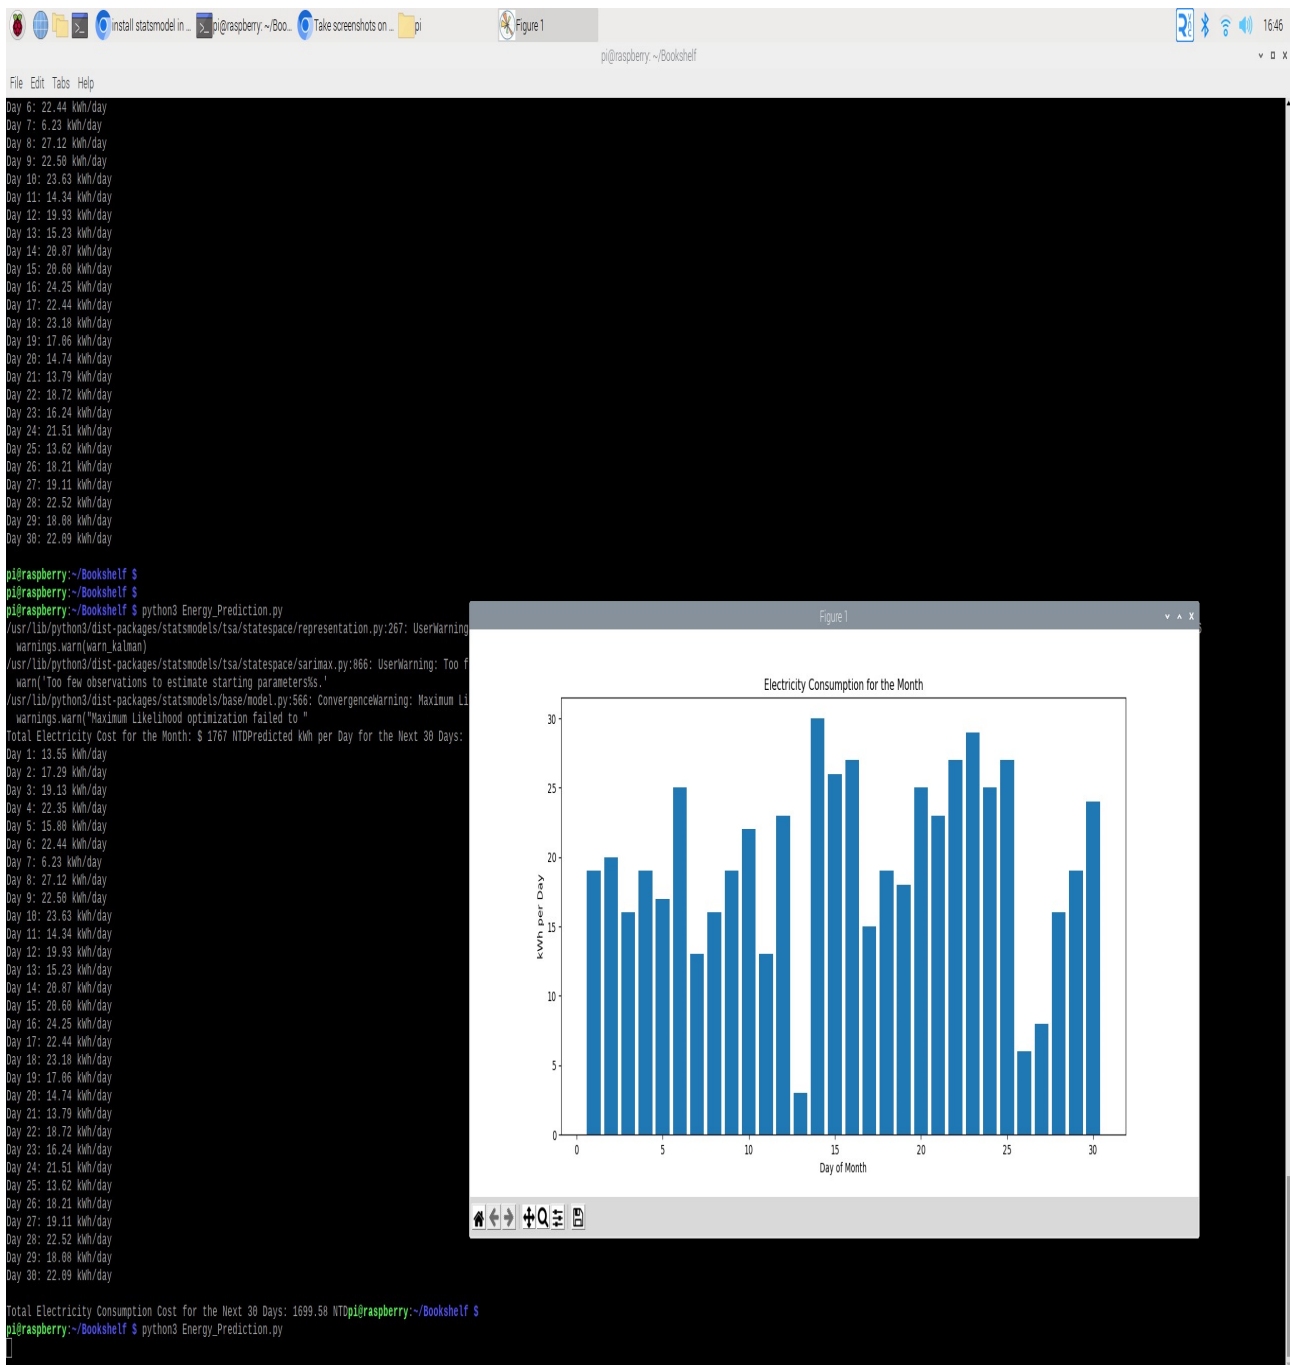 install statsmodel in ... pi@raspberry: ~/Boo... Take screenshots on ... pi Figure 1 16:46
pi@raspberry: ~/Bookshelf
File Edit Tabs Help
Day 6: 22.44 kWh/day
Day 7: 6.23 kWh/day
Day 8: 27.12 kWh/day
Day 9: 22.50 kWh/day
Day 10: 23.63 kWh/day
Day 11: 14.34 kWh/day
Day 12: 19.93 kWh/day
Day 13: 15.23 kWh/day
Day 14: 20.87 kWh/day
Day 15: 20.60 kWh/day
Day 16: 24.25 kWh/day
Day 17: 22.44 kWh/day
Day 18: 23.18 kWh/day
Day 19: 17.06 kWh/day
Day 20: 14.74 kWh/day
Day 21: 13.79 kWh/day
Day 22: 18.72 kWh/day
Day 23: 16.24 kWh/day
Day 24: 21.51 kWh/day
Day 25: 13.62 kWh/day
Day 26: 18.21 kWh/day
Day 27: 19.11 kWh/day
Day 28: 22.52 kWh/day
Day 29: 18.08 kWh/day
Day 30: 22.09 kWh/day
pi@raspberry:~/Bookshelf $
pi@raspberry:~/Bookshelf $
pi@raspberry:~/Bookshelf $ python3 Energy_Prediction.py
/usr/lib/python3/dist-packages/statsmodels/tsa/statespace/representation.py:267: UserWarning
warnings.warn(warn_kalman)
/usr/lib/python3/dist-packages/statsmodels/tsa/statespace/sarimax.py:866: UserWarning: Too f
warn('Too few observations to estimate starting parameters%s.'
/usr/lib/python3/dist-packages/statsmodels/base/model.py:566: ConvergenceWarning: Maximum Li
warnings.warn("Maximum Likelihood optimization failed to "
Total Electricity Cost for the Month: $ 1767 NTDPredicted kWh per Day for the Next 30 Days:
Day 1: 13.55 kWh/day
Day 2: 17.29 kWh/day
Day 3: 19.13 kWh/day
Day 4: 22.35 kWh/day
Day 5: 15.80 kWh/day
Day 6: 22.44 kWh/day
Day 7: 6.23 kWh/day
Day 8: 27.12 kWh/day
Day 9: 22.50 kWh/day
Day 10: 23.63 kWh/day
Day 11: 14.34 kWh/day
Day 12: 19.93 kWh/day
Day 13: 15.23 kWh/day
Day 14: 20.87 kWh/day
Day 15: 20.60 kWh/day
Day 16: 24.25 kWh/day
Day 17: 22.44 kWh/day
Day 18: 23.18 kWh/day
Day 19: 17.06 kWh/day
Day 20: 14.74 kWh/day
Day 21: 13.79 kWh/day
Day 22: 18.72 kWh/day
Day 23: 16.24 kWh/day
Day 24: 21.51 kWh/day
Day 25: 13.62 kWh/day
Day 26: 18.21 kWh/day
Day 27: 19.11 kWh/day
Day 28: 22.52 kWh/day
Day 29: 18.08 kWh/day
Day 30: 22.09 kWh/day
Total Electricity Consumption Cost for the Next 30 Days: 1699.58 NTDpi@raspberry:~/Bookshelf $
pi@raspberry:~/Bookshelf $ python3 Energy_Prediction.py
Figure 1
Electricity Consumption for the Month
kWh per Day
30
25
20
15
10
5
0
0 5 10 15 20 25 30
Day of Month